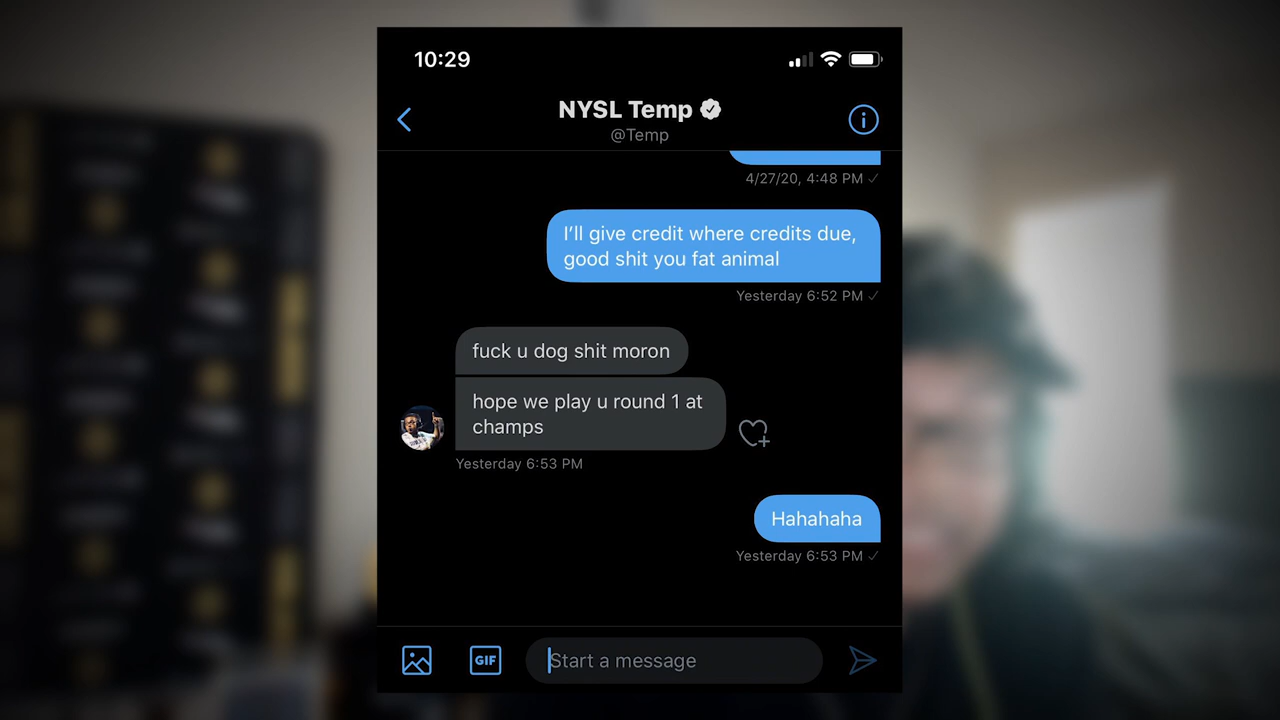 10:29
NYSL Temp
@Temp
4/27/20, 4:48 PM ✓
I'll give credit where credits due,
good shit you fat animal
Yesterday 6:52 PM ✓
fuck u dog shit moron
hope we play u round 1 at
champs
Yesterday 6:53 PM
Hahahaha
Yesterday 6:53 PM ✓
GIF
Start a message